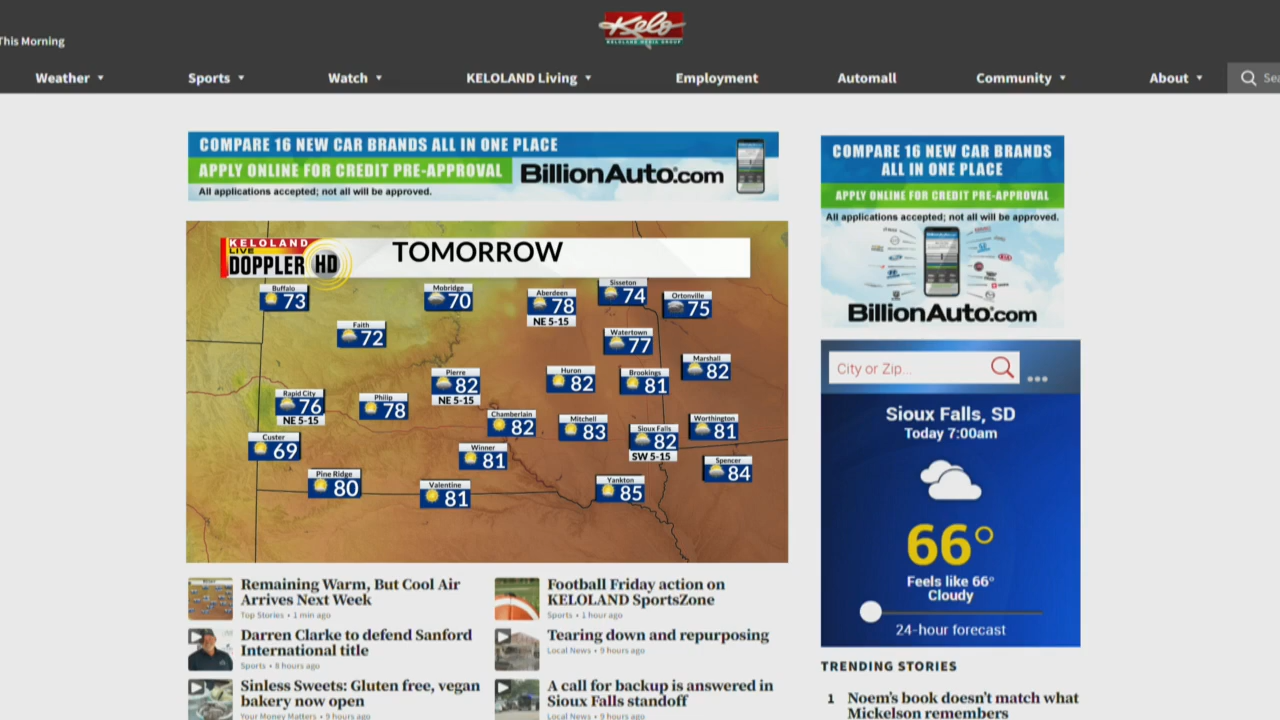 Kelo
KELOLAND MEDIA GROUP
This Morning
Weather
Sports
Watch
KELOLAND Living
Employment
Automall
Community
About
Sea
COMPARE 16 NEW CAR BRANDS ALL IN ONE PLACE
APPLY ONLINE FOR CREDIT PRE-APPROVAL
BillionAuto.com
All applications accepted; not all will be approved.
KELOLAND
LIVE
DOPPLER HD
TOMORROW
Buffalo
73
Mobridge
70
Aberdeen
78
NE 5-15
Sisseton
74
Ortonville
75
Faith
72
Watertown
77
Marshall
82
Pierre
82
NE 5-15
Huron
82
Brookings
81
Rapid City
76
NE 5-15
Philip
78
Chamberlain
82
Mitchell
83
Sioux Falls
82
SW 5-15
Worthington
81
Custer
69
Winner
81
Spencer
84
Pine Ridge
80
Valentine
81
Yankton
85
Remaining Warm, But Cool Air
Arrives Next Week
Top Stories • 1 min ago
Darren Clarke to defend Sanford
International title
Sports • 8 hours ago
Sinless Sweets: Gluten free, vegan
bakery now open
Your Money Matters • 9 hours ago
Football Friday action on
KELOLAND SportsZone
Sports • 1 hour ago
Tearing down and repurposing
Local News • 9 hours ago
A call for backup is answered in
Sioux Falls standoff
Local News • 9 hours ago
COMPARE 16 NEW CAR BRANDS
ALL IN ONE PLACE
APPLY ONLINE FOR CREDIT PRE-APPROVAL
All applications accepted; not all will be approved.
BillionAuto.com
City or Zip...
Sioux Falls, SD
Today 7:00am
66°
Feels like 66°
Cloudy
24-hour forecast
TRENDING STORIES
1 Noem's book doesn't match what
Mickelson remembers